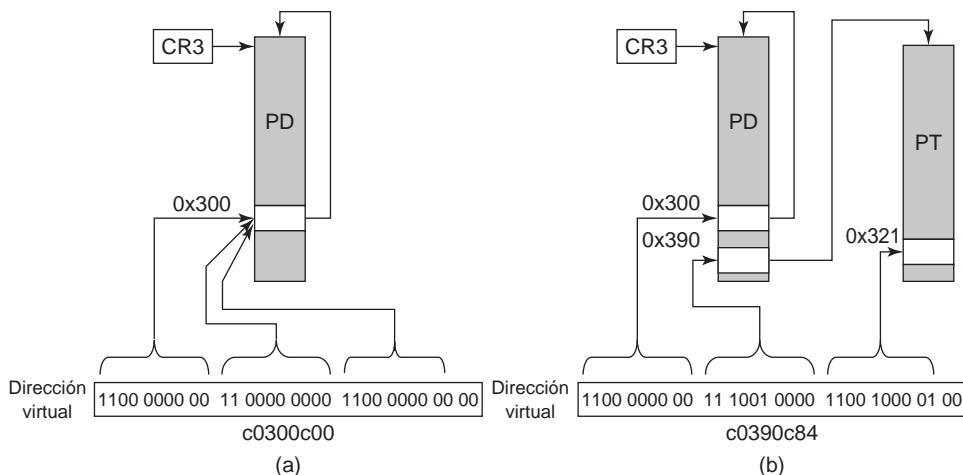 CR3
PD
0x300
Dirección
virtual
1100 0000 00
11 0000 0000
1100 0000 00 00
c0300c00
(a)
CR3
PD
PT
0x300
0x390
0x321
Dirección
virtual
1100 0000 00
11 1001 0000
1100 1000 01 00
c0390c84
(b)